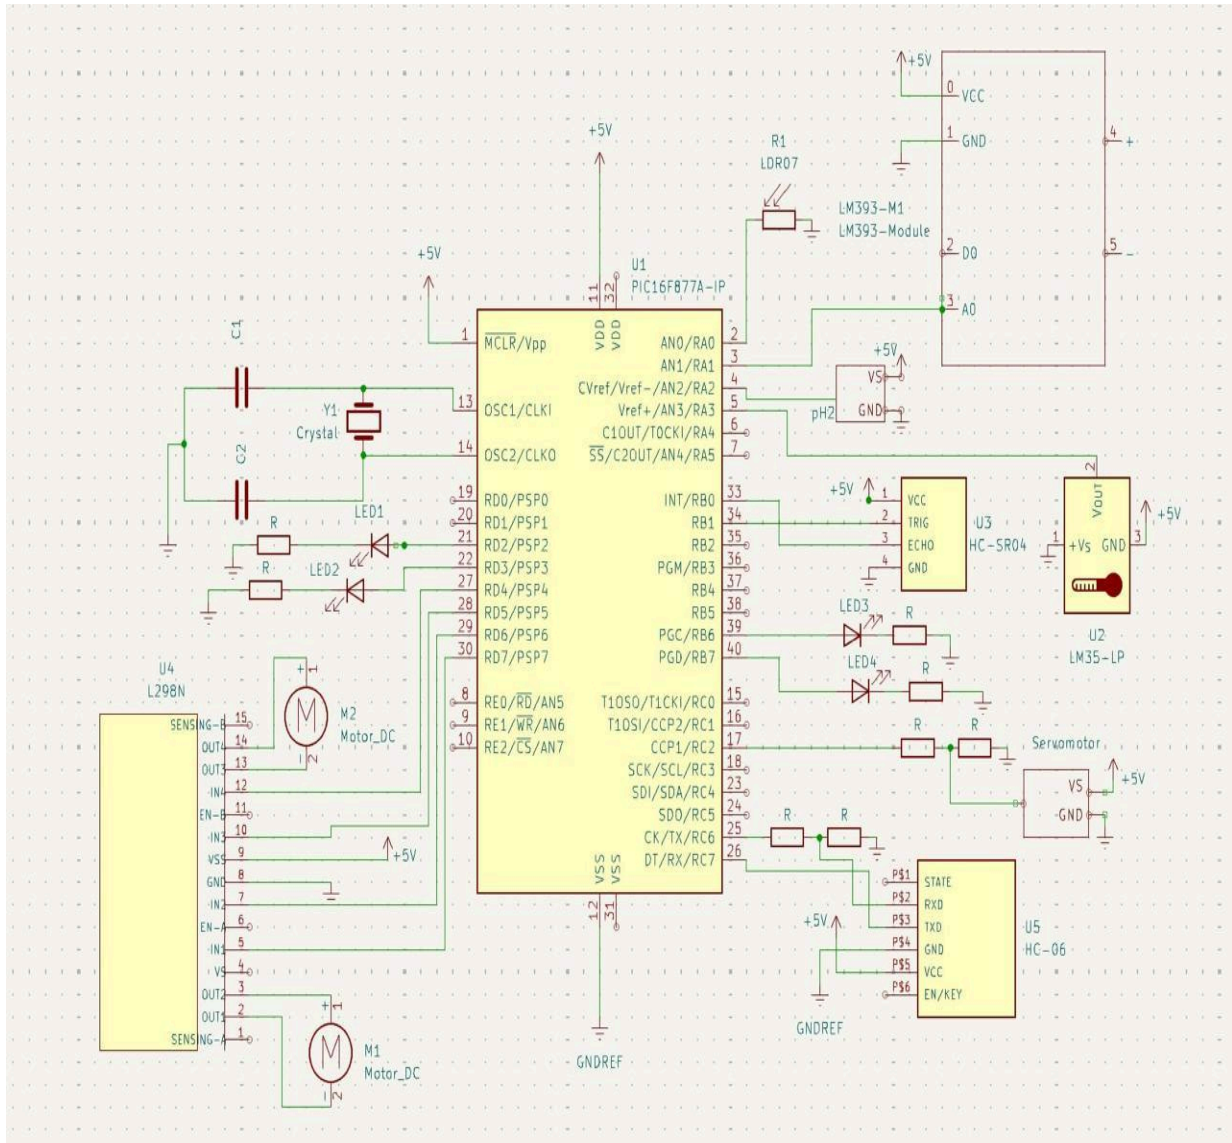 +5V
0
VCC
+5V
1
GND
4
+
R1
LDR07
LM393-M1
LM393-Module
2
D0
5
-
3
A0
+5V
U1
PIC16F877A-IP
11
32
VDD
VDD
1
MCLR/Vpp
13
OSC1/CLKI
14
OSC2/CLKO
19
RD0/PSP0
20
RD1/PSP1
21
RD2/PSP2
22
RD3/PSP3
27
RD4/PSP4
28
RD5/PSP5
29
RD6/PSP6
30
RD7/PSP7
8
RE0/RD/AN5
9
RE1/WR/AN6
10
RE2/CS/AN7
AN0/RA0
2
AN1/RA1
3
CVref/Vref-/AN2/RA2
4
Vref+/AN3/RA3
5
C1OUT/T0CKI/RA4
6
SS/C2OUT/AN4/RA5
7
INT/RB0
33
RB1
34
RB2
35
PGM/RB3
36
RB4
37
RB5
38
PGC/RB6
39
PGD/RB7
40
T1OSO/T1CKI/RC0
15
T1OSI/CCP2/RC1
16
CCP1/RC2
17
SCK/SCL/RC3
18
SDI/SDA/RC4
23
SDO/RC5
24
CK/TX/RC6
25
DT/RX/RC7
26
VSS
VSS
12
31
GNDREF
C1
Y1
Crystal
C2
R
LED1
R
LED2
+5V
VS
GND
pH2
+5V
1
VCC
2
TRIG
3
ECHO
4
GND
U3
HC-SR04
2
Vout
1
+Vs
GND
3
+5V
U2
LM35-LP
LED3
R
LED4
R
R
R
Servomotor
VS
GND
+5V
R
R
P$1
STATE
P$2
RXD
P$3
TXD
P$4
GND
P$5
VCC
P$6
EN/KEY
+5V
GNDREF
U5
HC-06
U4
L298N
SENSING-B
15
OUT4
14
OUT3
13
IN4
12
EN-B
11
IN3
10
VSS
9
GND
8
IN2
7
EN-A
6
IN1
5
VS
4
OUT2
3
OUT1
2
SENSING-A
1
+5V
+
1
M
M2
Motor_DC
-
2
+
1
M
M1
Motor_DC
-
2